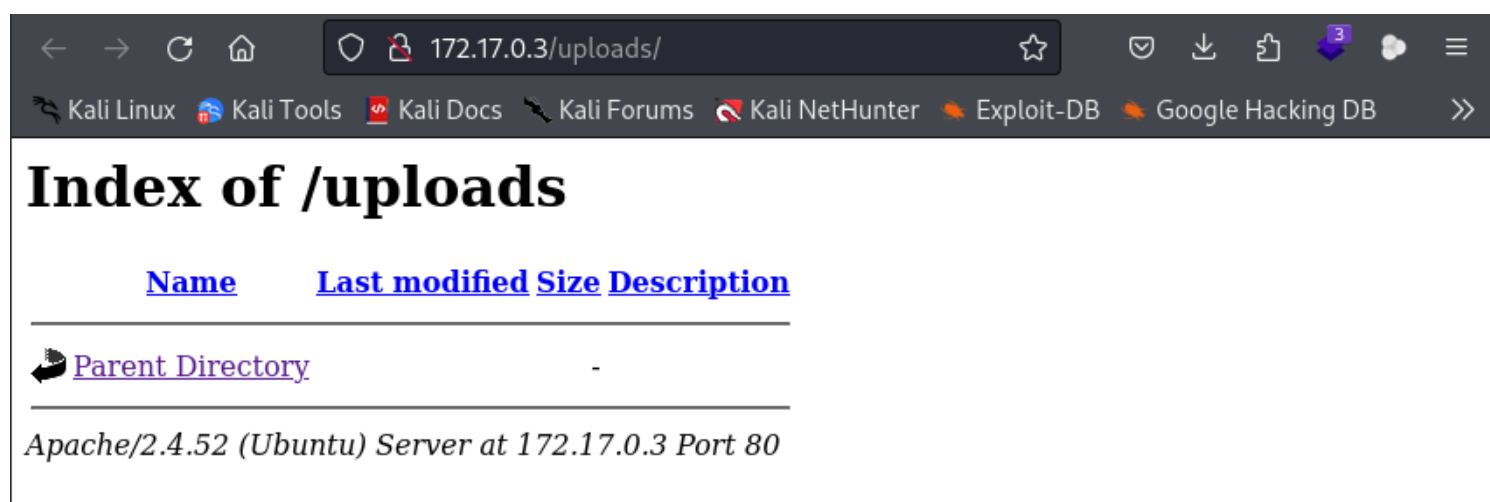 172.17.0.3/uploads/
3
Kali Linux Kali Tools Kali Docs Kali Forums Kali NetHunter Exploit-DB Google Hacking DB
Index of /uploads
Name Last modified Size Description
Parent Directory -
Apache/2.4.52 (Ubuntu) Server at 172.17.0.3 Port 80